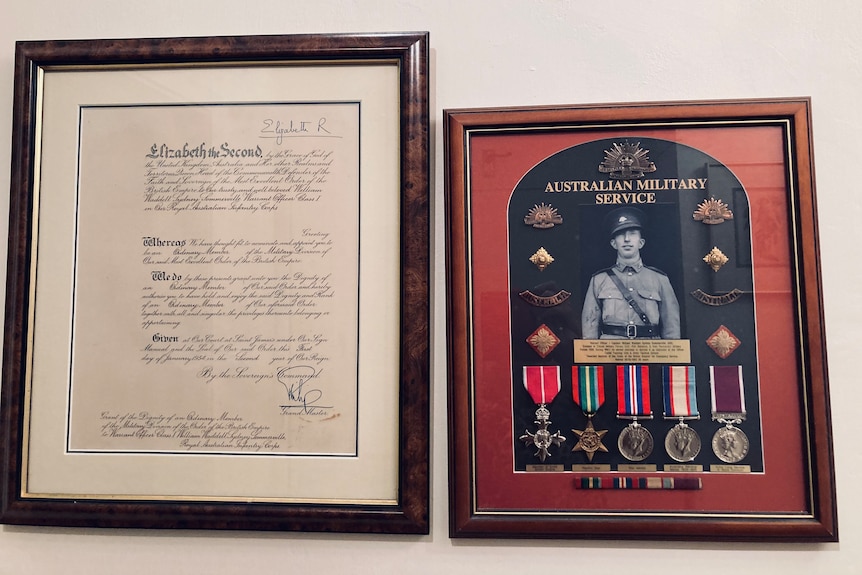 Elizabeth R
Elizabeth the Second, by the Grace of God of
the United Kingdom, Australia and Her other Realms and
Territories Queen, Head of the Commonwealth, Defender of the
Faith and Sovereign of the Most Excellent Order of the
British Empire to Our trusty and well beloved William
Waddell Sydney Sommerville Warrant Officer Class 1
in Our Royal Australian Infantry Corps
Greeting
Whereas We have thought fit to nominate and appoint you to
be an Ordinary Member of the Military Division of
Our said Most Excellent Order of the British Empire
We do by these presents grant unto you the Dignity of
an Ordinary Member of Our said Order and hereby
authorise you to have hold and enjoy the said Dignity and Rank
of an Ordinary Member of Our aforesaid Order
together with all and singular the privileges thereunto belonging or
appertaining
Given at Our Court at Saint James's under Our Sign
Manual and the Seal of Our said Order this First
day of January 1954 in the Second year of Our Reign
By the Sovereign's Command.
Grand Master
Grant of the Dignity of an Ordinary Member
of the Military Division of the Order of the British Empire
to Warrant Officer Class 1 William Waddell Sydney Sommerville
Royal Australian Infantry Corps
AUSTRALIAN MILITARY
SERVICE
AUSTRALIA AUSTRALIA